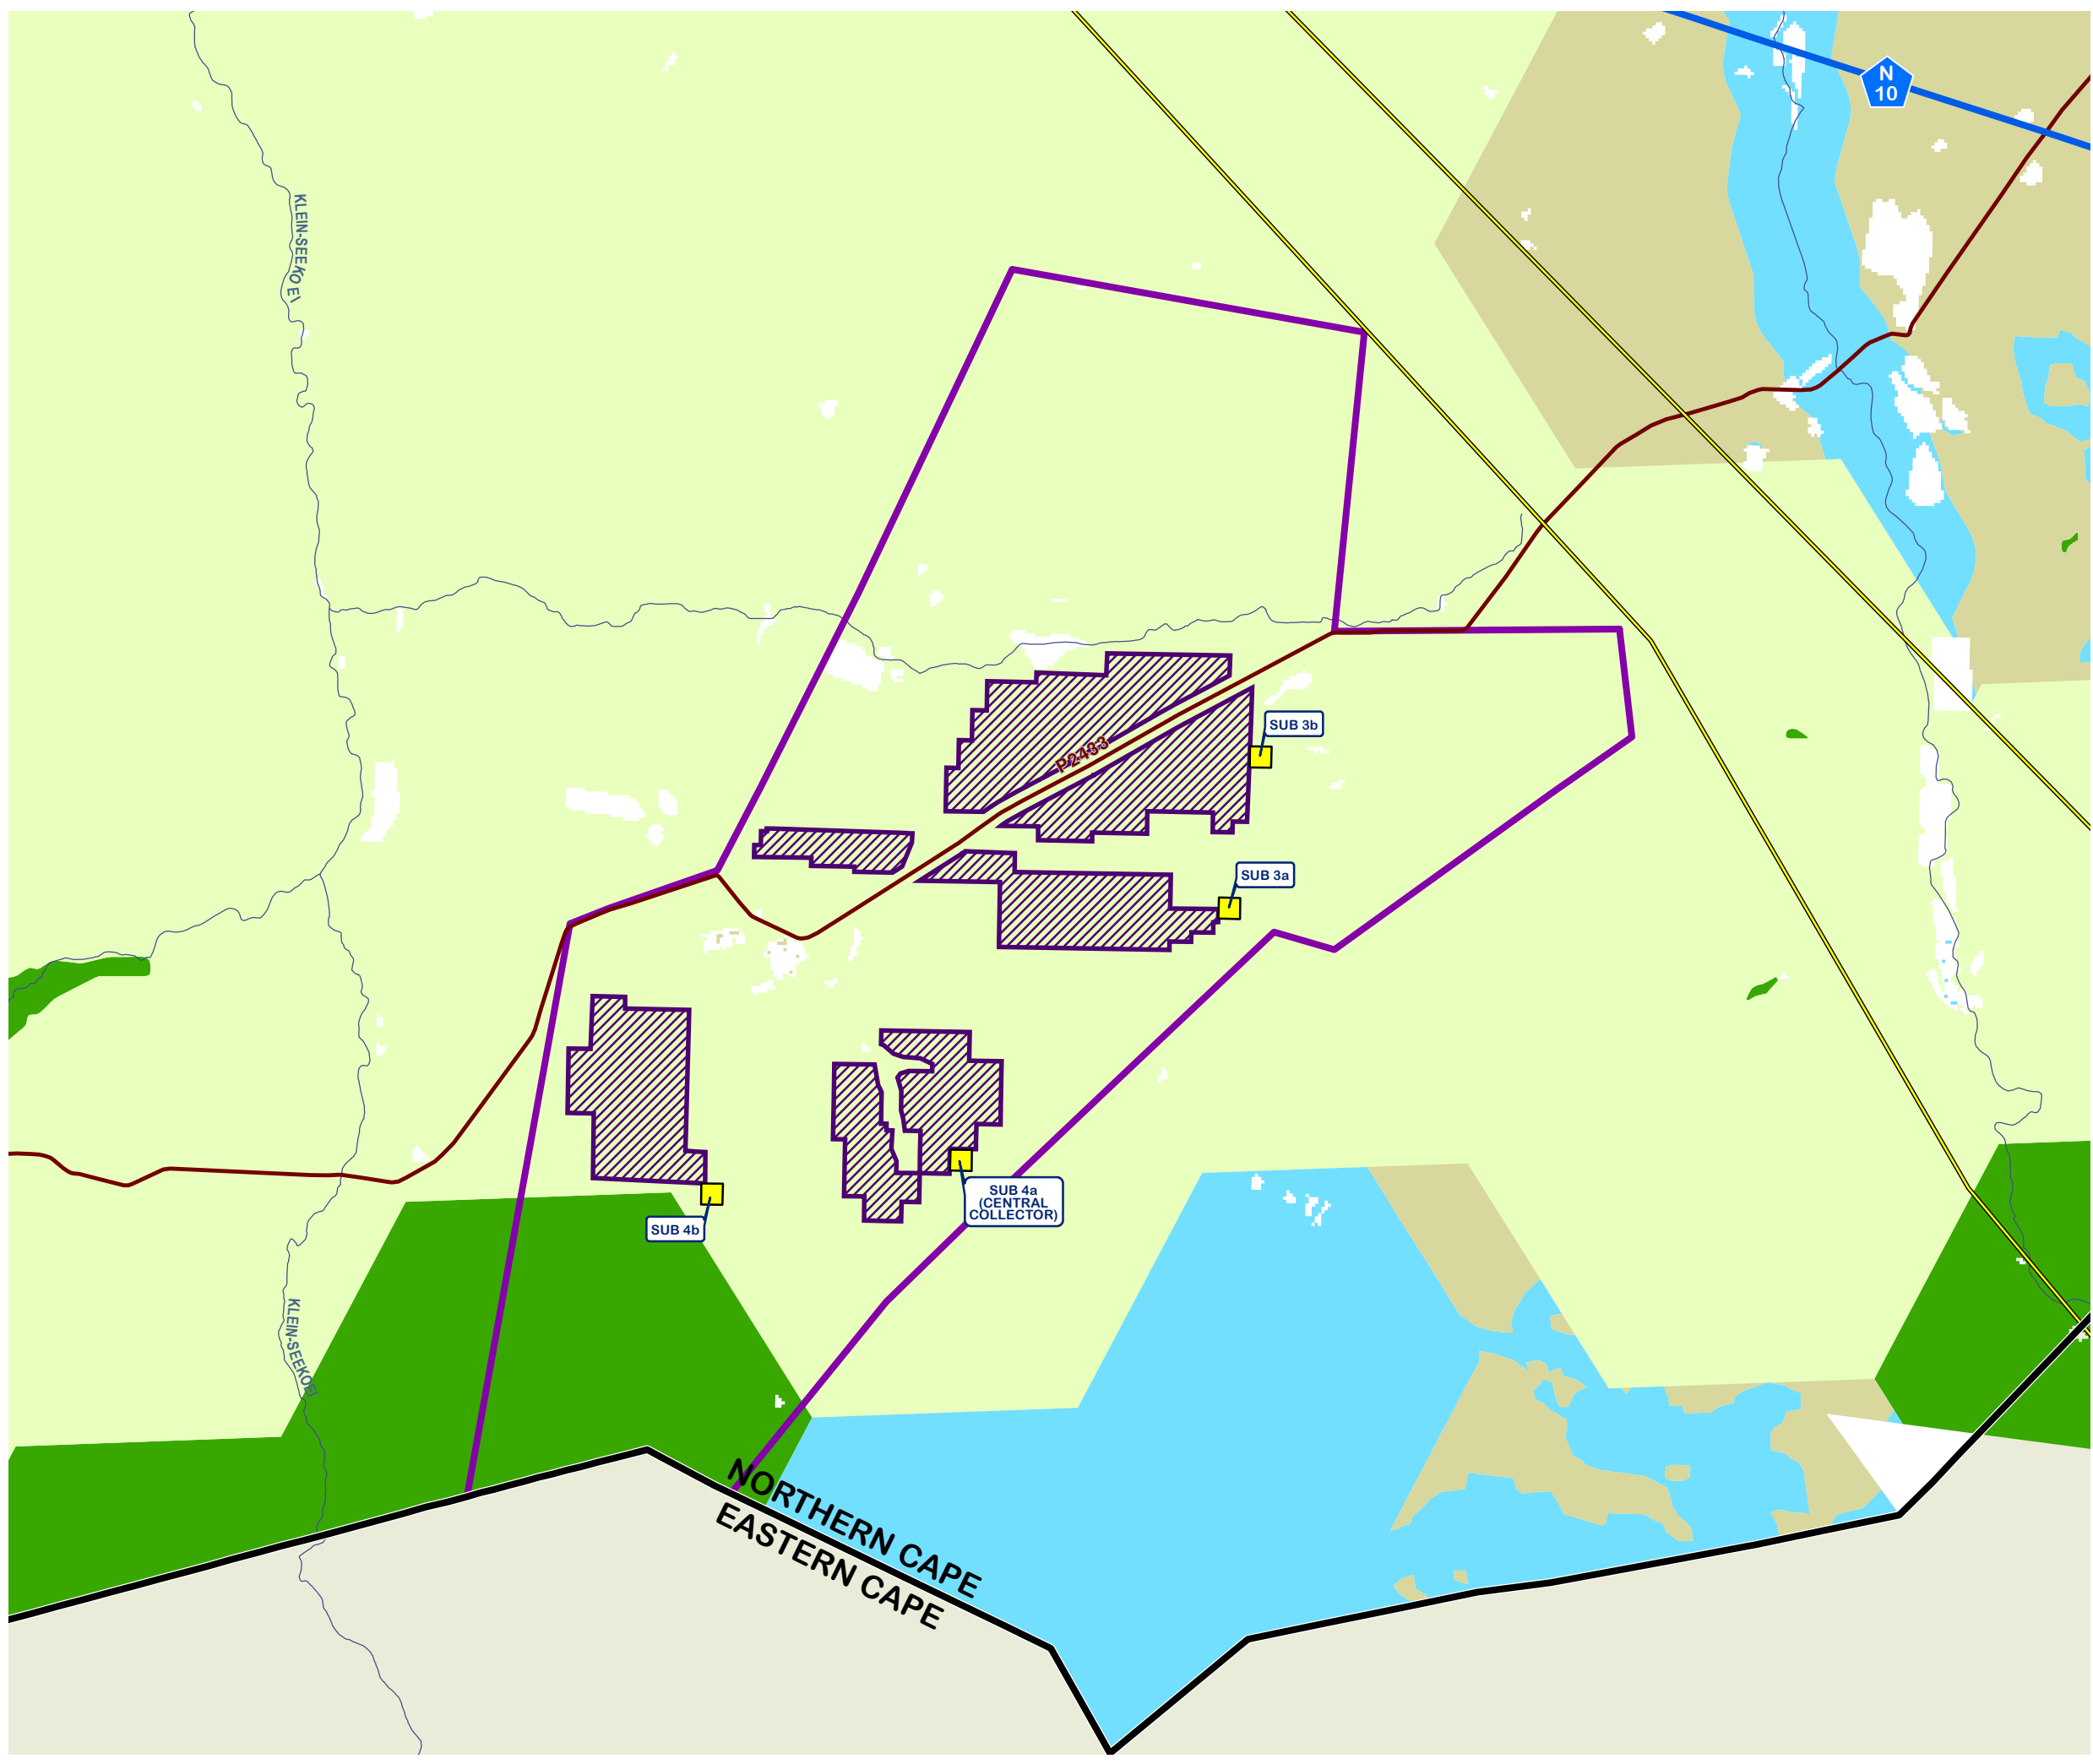 N
10
KLEIN-SEEKOEI
P2433
SUB 3b
SUB 3a
SUB 4a
(CENTRAL
COLLECTOR)
SUB 4b
KLEIN-SEEKOEI
NORTHERN CAPE
EASTERN CAPE